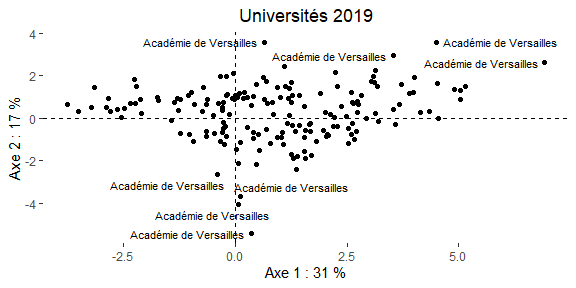 Universités 2019
4
Académie de Versailles
Académie de Versailles
Académie de Versailles
Académie de Versailles
2
0
-2
Académie de Versailles
Académie de Versailles
-4
Académie de Versailles
Académie de Versailles
Axe 2 : 17 %
-2.5
0.0
2.5
5.0
Axe 1 : 31 %